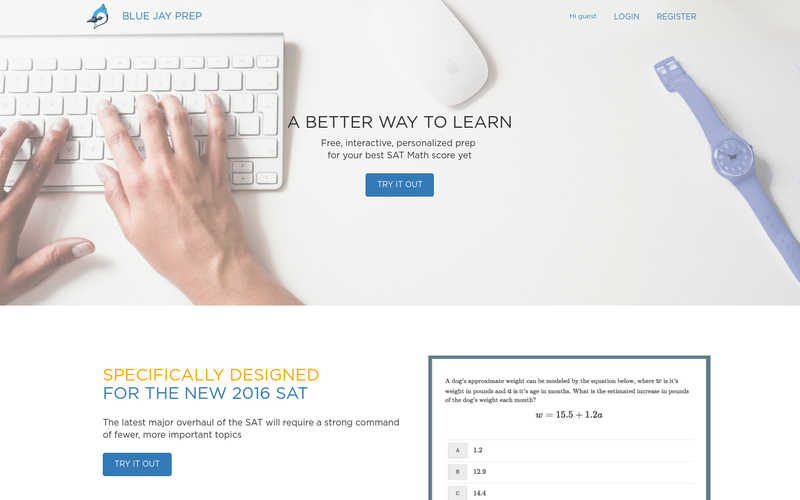 BLUE JAY PREP
Hi guest
LOGIN
REGISTER
A BETTER WAY TO LEARN
Free, interactive, personalized prep
for your best SAT Math score yet
TRY IT OUT
SPECIFICALLY DESIGNED
FOR THE NEW 2016 SAT
The latest major overhaul of the SAT will require a strong command
of fewer, more important topics
TRY IT OUT
A dog's approximate weight can be modeled by the equation below, where w is it's
weight in pounds and a is it's age in months. What is the estimated increase in pounds
of the dog's weight each month?
w = 15.5 + 1.2a
A 1.2
B 12.9
C 14.4